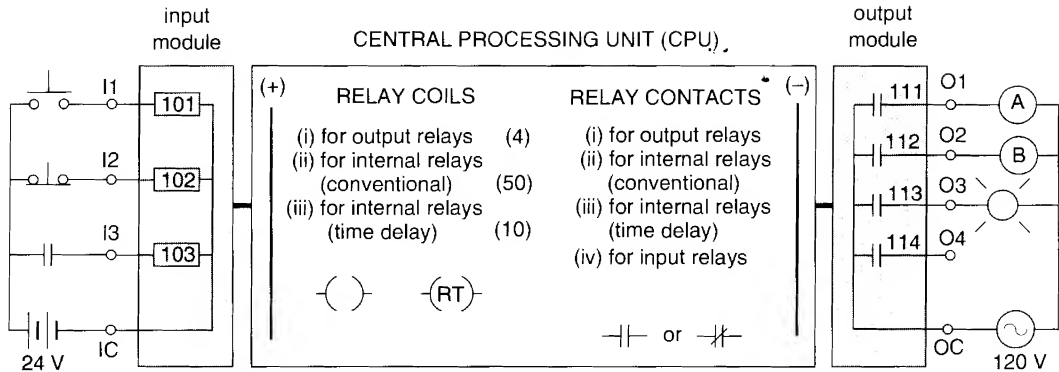 input
module
I1
101
I2
102
I3
103
IC
24 V
CENTRAL PROCESSING UNIT (CPU)
(+)
RELAY COILS
(i) for output relays (4)
(ii) for internal relays
(conventional) (50)
(iii) for internal relays
(time delay) (10)
(RT)
RELAY CONTACTS
(–)
(i) for output relays
(ii) for internal relays
(conventional)
(iii) for internal relays
(time delay)
(iv) for input relays
or
output
module
111
O1
A
112
O2
B
113
O3
114
O4
OC
120 V